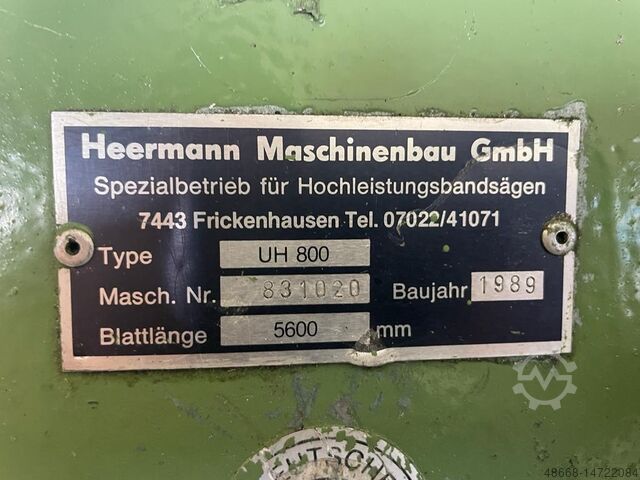 Heermann Maschinenbau GmbH
Spezialbetrieb für Hochleistungsbandsägen
7443 Frickenhausen Tel. 07022/41071
Type UH 800
Masch. Nr. 831020 Baujahr 1989
Blattlänge 5600 mm
48668-14722084